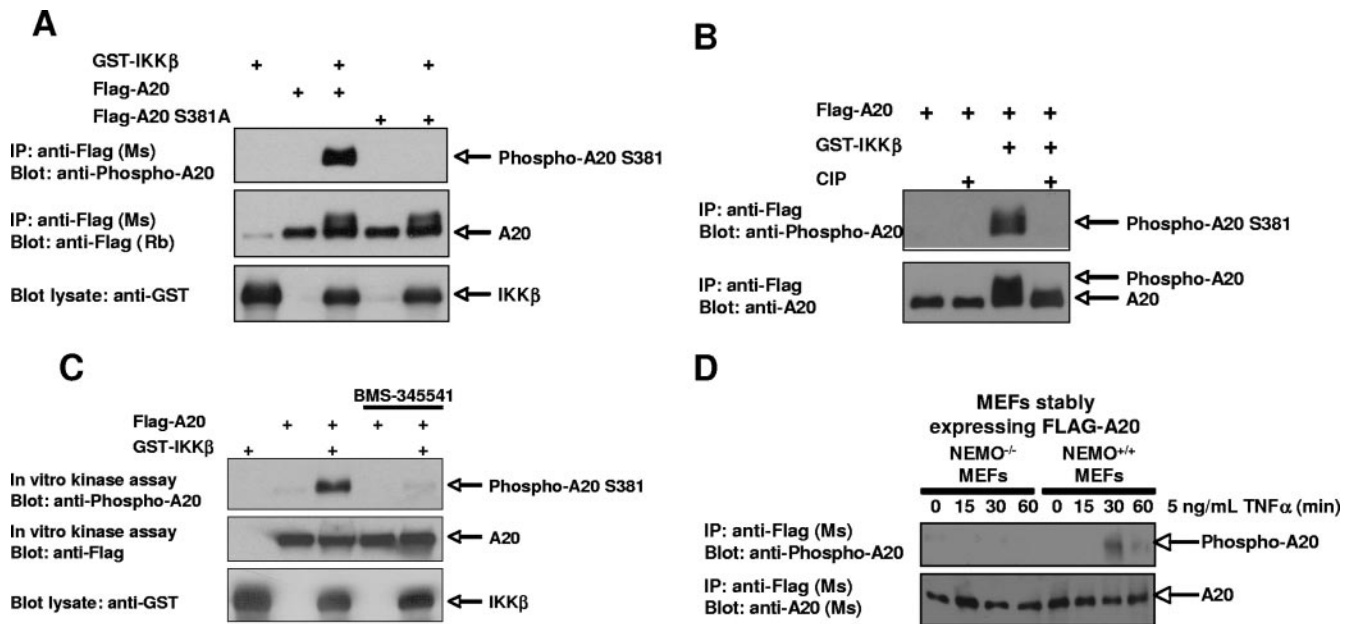 A
GST-IKKβ + + +
Flag-A20 + +
Flag-A20 S381A + +
IP: anti-Flag (Ms)
Blot: anti-Phospho-A20
Phospho-A20 S381
IP: anti-Flag (Ms)
Blot: anti-Flag (Rb)
A20
Blot lysate: anti-GST
IKKβ
B
Flag-A20 + + + +
GST-IKKβ + +
CIP + +
IP: anti-Flag
Blot: anti-Phospho-A20
Phospho-A20 S381
IP: anti-Flag
Blot: anti-A20
Phospho-A20
A20
C
BMS-345541
Flag-A20 + + + +
GST-IKKβ + + +
In vitro kinase assay
Blot: anti-Phospho-A20
Phospho-A20 S381
In vitro kinase assay
Blot: anti-Flag
A20
Blot lysate: anti-GST
IKKβ
D
MEFs stably
expressing FLAG-A20
NEMO-/- NEMO+/+
MEFs MEFs
0 15 30 60 0 15 30 60 5 ng/mL TNFα (min)
IP: anti-Flag (Ms)
Blot: anti-Phospho-A20
Phospho-A20
IP: anti-Flag (Ms)
Blot: anti-A20 (Ms)
A20